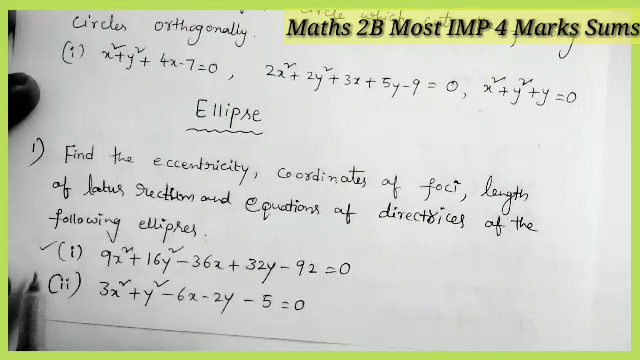 circle which
Maths 2B Most IMP 4 Marks Sums
Circles orthogonally.
(i) x²+y²+4x-7=0, 2x²+2y²+3x+5y-9=0, x²+y²+y=0
Ellipse
1) Find the eccentricity, coordinates of foci, length
of latus rectum and equations of directrices of the
following ellipses.
✓(i) 9x²+16y²-36x+32y-92=0
(ii) 3x²+y²-6x-2y-5=0